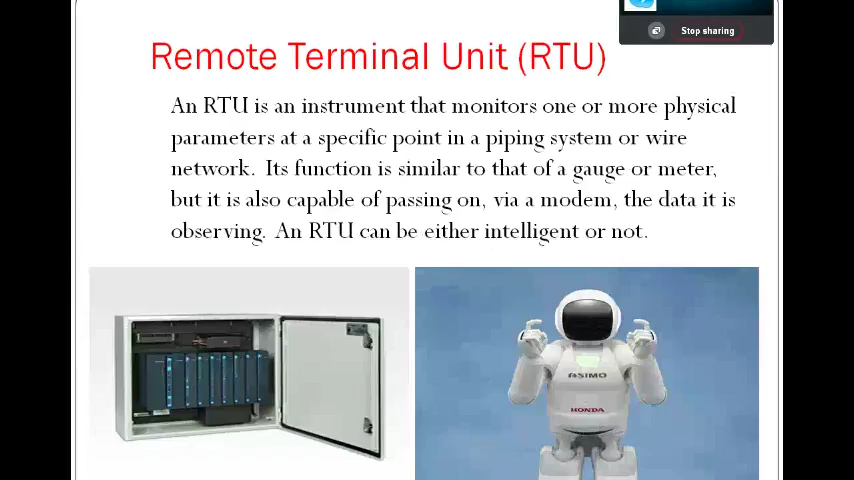 Stop sharing
Remote Terminal Unit (RTU)
An RTU is an instrument that monitors one or more physical
parameters at a specific point in a piping system or wire
network. Its function is similar to that of a gauge or meter,
but it is also capable of passing on, via a modem, the data it is
observing. An RTU can be either intelligent or not.
ASIMO
HONDA